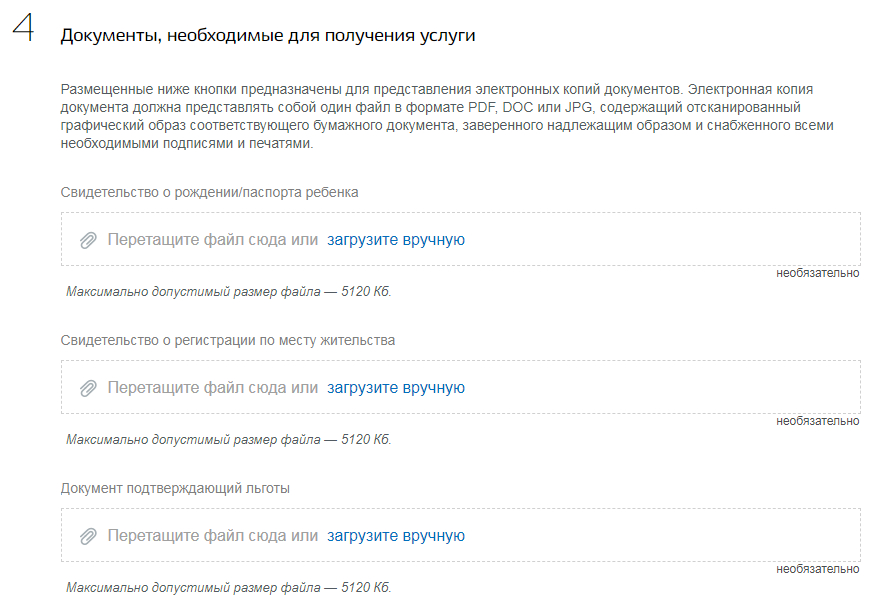 4 Документы, необходимые для получения услуги
Размещенные ниже кнопки предназначены для представления электронных копий документов. Электронная копия
документа должна представлять собой один файл в формате PDF, DOC или JPG, содержащий отсканированный
графический образ соответствующего бумажного документа, заверенного надлежащим образом и снабженного всеми
необходимыми подписями и печатями.
Свидетельство о рождении/паспорта ребенка
Перетащите файл сюда или загрузите вручную
необязательно
Максимально допустимый размер файла — 5120 Кб.
Свидетельство о регистрации по месту жительства
Перетащите файл сюда или загрузите вручную
необязательно
Максимально допустимый размер файла — 5120 Кб.
Документ подтверждающий льготы
Перетащите файл сюда или загрузите вручную
необязательно
Максимально допустимый размер файла — 5120 Кб.